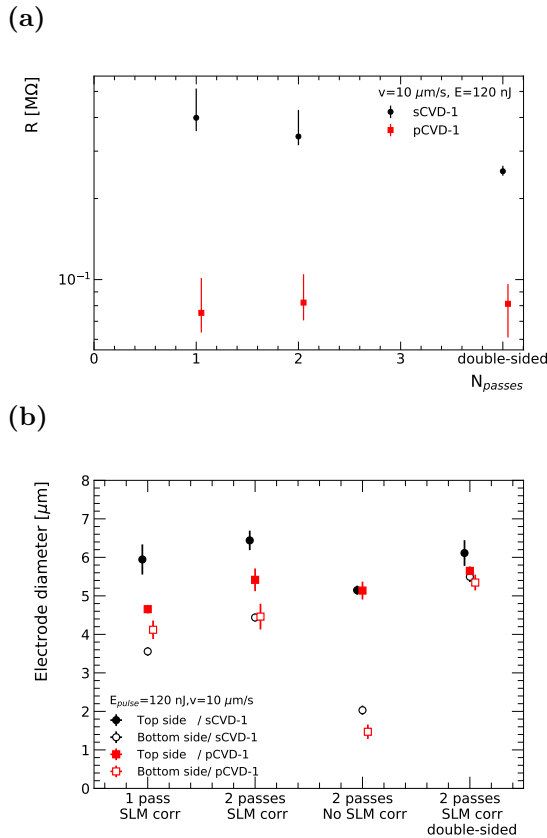 (a)
R [MΩ]
v=10 μm/s, E=120 nJ
sCVD-1
pCVD-1
10⁻¹
0 1 2 3 double-sided
N_passes
(b)
Electrode diameter [μm]
8
7
6
5
4
3
2
1
0
E_pulse=120 nJ,v=10 μm/s
Top side / sCVD-1
Bottom side/ sCVD-1
Top side / pCVD-1
Bottom side/ pCVD-1
1 pass 2 passes 2 passes 2 passes
SLM corr SLM corr No SLM corr SLM corr
double-sided